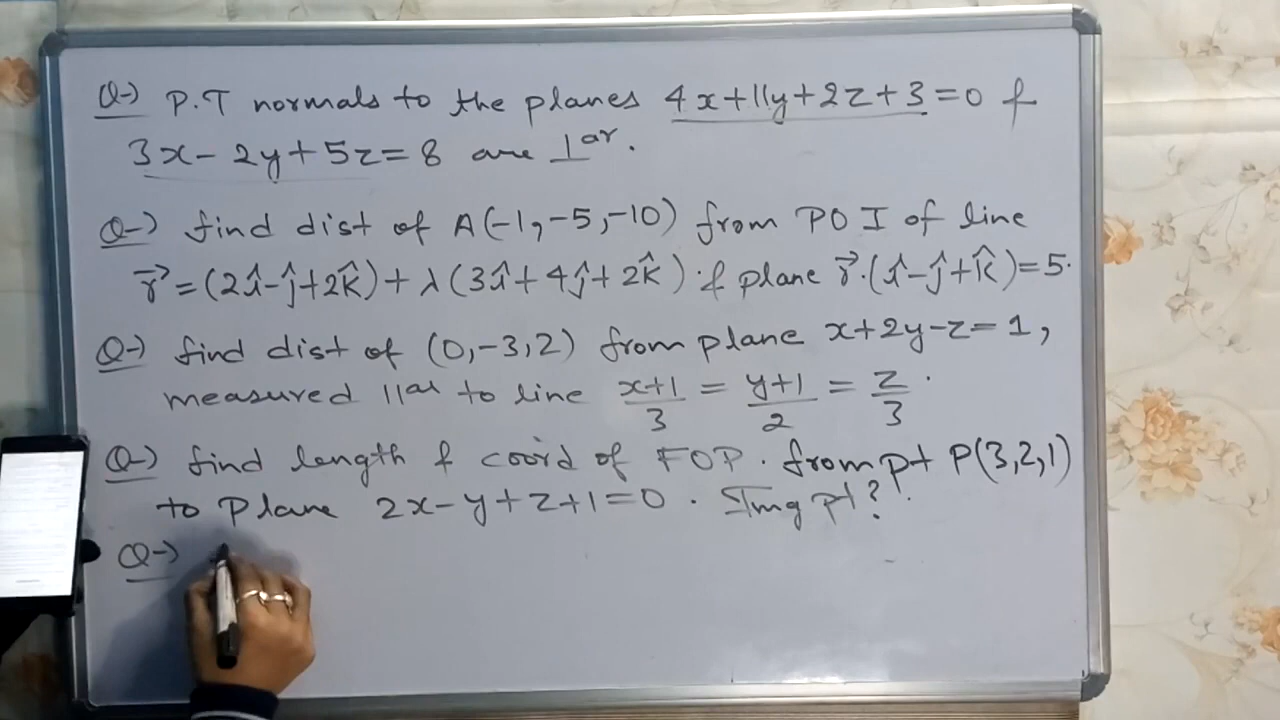 Q→ P.T normals to the planes 4x+11y+2z+3=0 &
3x-2y+5z=8 are ⊥ar.
Q→ find dist of A(-1,-5,-10) from POI of line
r⃗=(2î-ĵ+2k̂)+λ(3î+4ĵ+2k̂) & plane r⃗.(î-ĵ+k̂)=5.
Q→ find dist of (0,-3,2) from plane x+2y-z=1,
measured ||al to line (x+1)/3 = (y+1)/2 = z/3.
Q→ find length & coord of FOP. from pt P(3,2,1)
to plane 2x-y+z+1=0. Img pt?
Q→